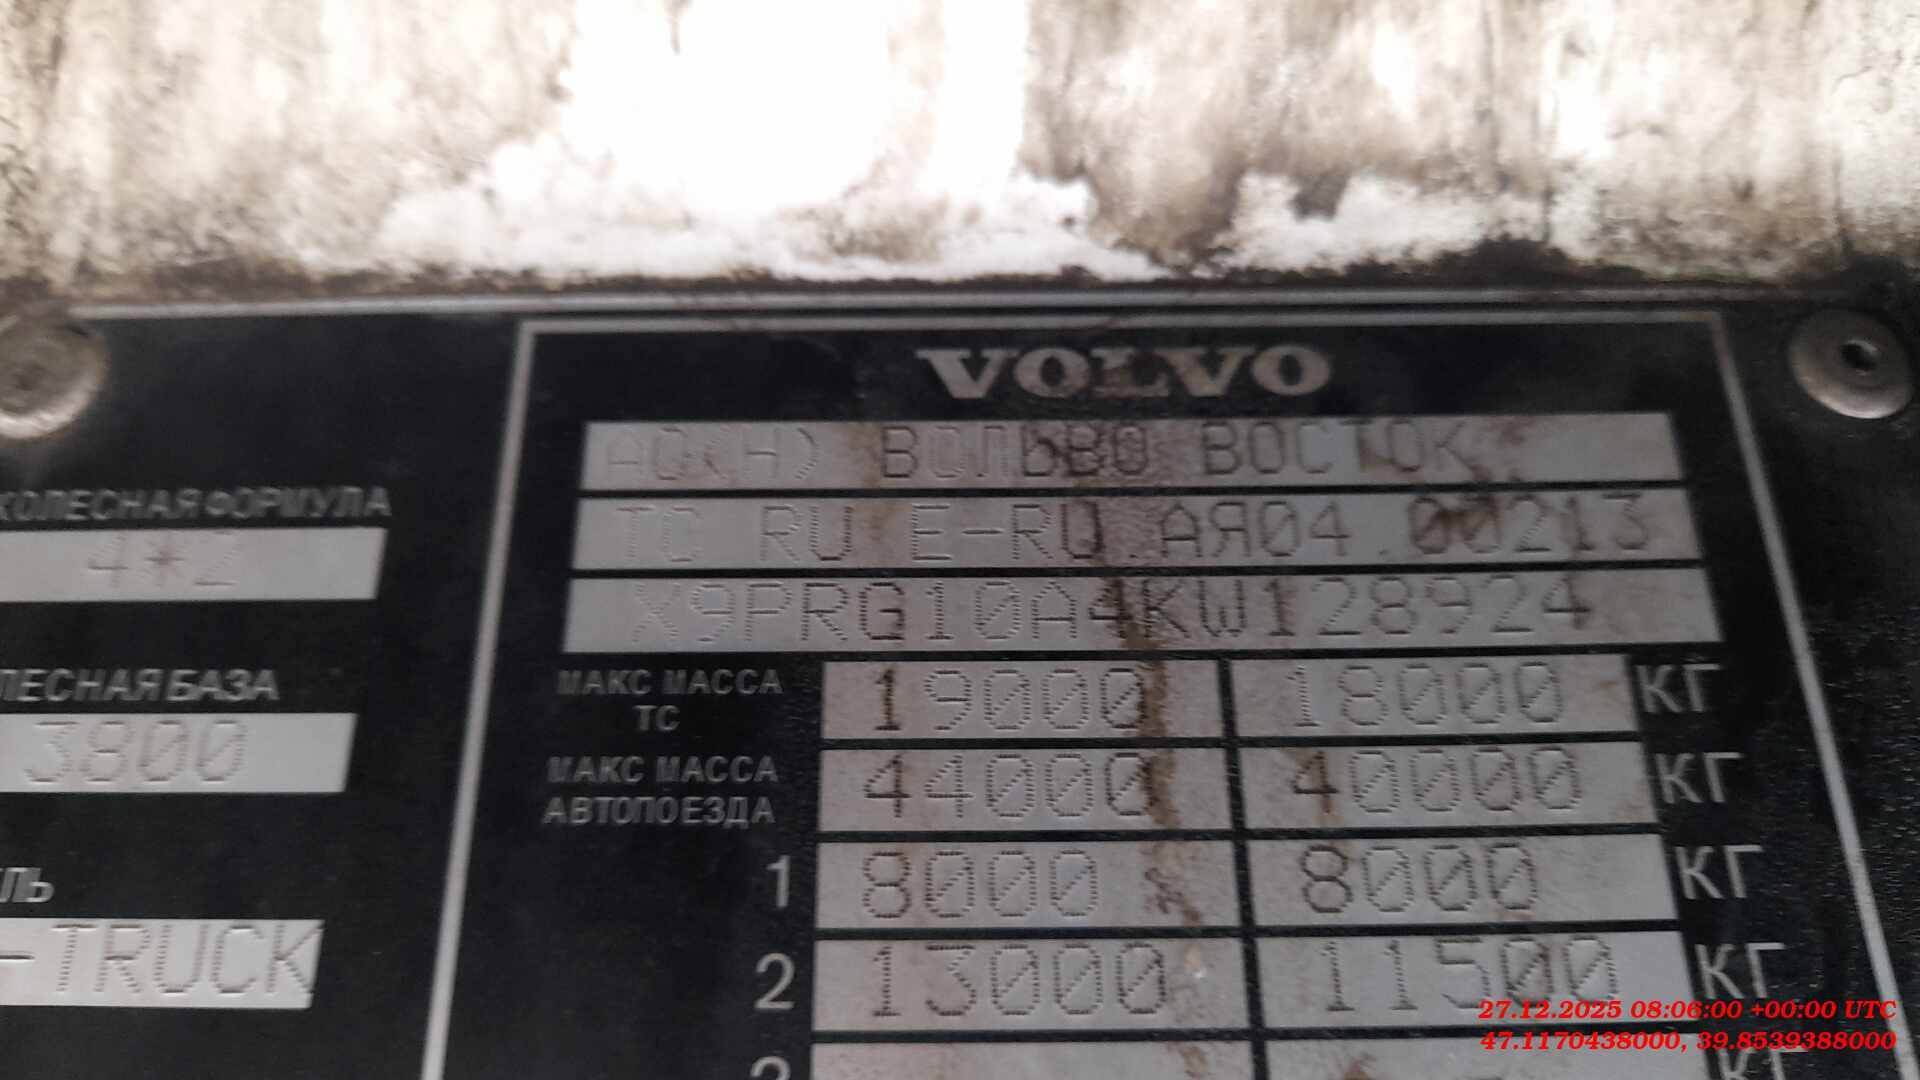 VOLVO
АО(Н) ВОЛЬВО ВОСТОК
ТС RU E-RU.АЯ04.00213
X9PRG10A4KW128924
КОЛЕСНАЯ ФОРМУЛА
4*2
МАКС МАССА ТС 19000 18000 КГ
ЛЕСНАЯ БАЗА
3800
МАКС МАССА АВТОПОЕЗДА 44000 40000 КГ
1 8000 8000 КГ
ЛЬ
-TRUCK
2 13000 11500 КГ
КГ
27.12.2025 08:06:00 +00:00 UTC
47.1170438000, 39.8539388000